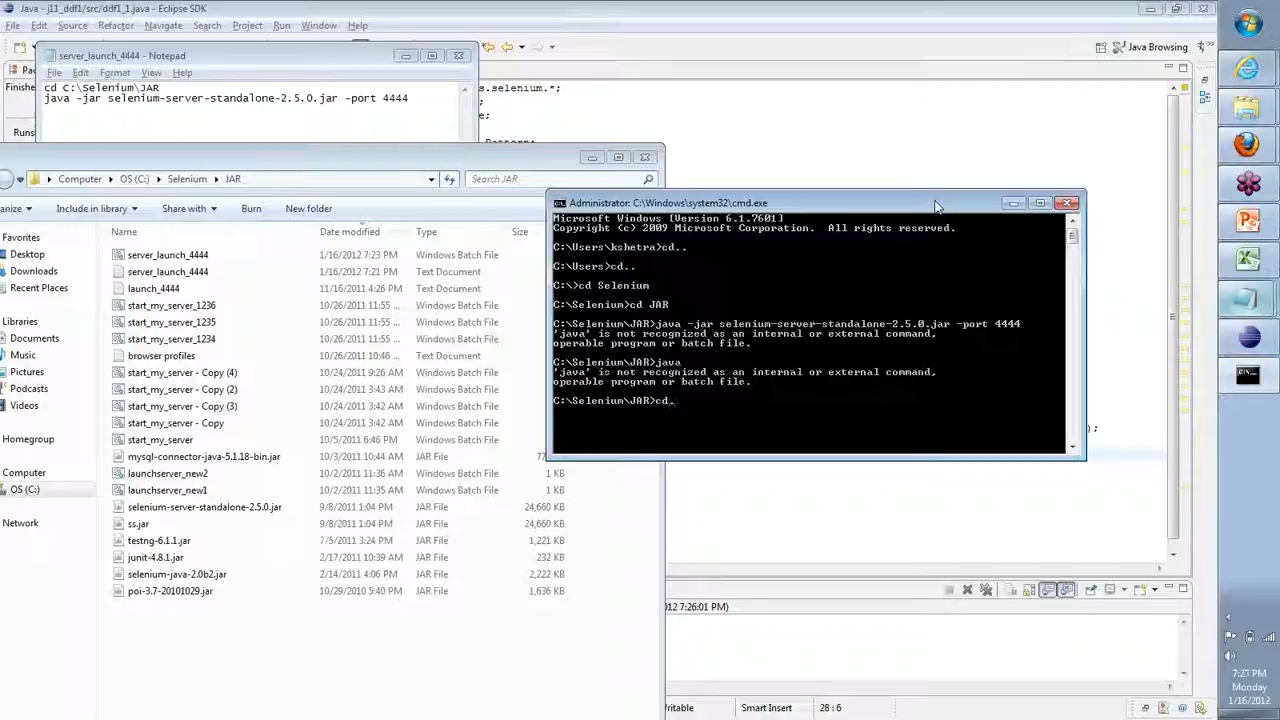 Java - j11_ddf1/src/ddf1_1.java - Eclipse SDK
File Edit Source Refactor Navigate Search Project Run Window Help
Java Browsing
server_launch_4444 - Notepad
File Edit Format View Help
cd C:\Selenium\JAR
java -jar selenium-server-standalone-2.5.0.jar -port 4444
s.selenium.*;
Finishe
Runs
Pattern;
Computer OS (C:) Selenium JAR
Search JAR
anize Include in library Share with Burn New folder
Name Date modified Type
server_launch_4444 1/16/2012 7:23 PM Windows Batch File
server_launch_4444 1/16/2012 7:21 PM Text Document
launch_4444 11/16/2011 4:26 PM Text Document
start_my_server_1236 10/26/2011 11:55 ... Windows Batch File
start_my_server_1235 10/26/2011 11:55 ... Windows Batch File
start_my_server_1234 10/26/2011 11:55 ... Windows Batch File
browser profiles 10/26/2011 10:46 ... Text Document
start_my_server - Copy (4) 10/24/2011 9:26 AM Windows Batch File
start_my_server - Copy (2) 10/24/2011 3:43 AM Windows Batch File
start_my_server - Copy (3) 10/24/2011 3:42 AM Windows Batch File
start_my_server - Copy 10/24/2011 3:42 AM Windows Batch File
start_my_server 10/5/2011 6:46 PM Windows Batch File
mysql-connector-java-5.1.18-bin.jar 10/3/2011 10:44 AM JAR File 77
launchserver_new2 10/2/2011 11:36 AM Windows Batch File 1 KB
launchserver_new1 10/2/2011 11:35 AM Windows Batch File 1 KB
selenium-server-standalone-2.5.0.jar 9/8/2011 1:04 PM JAR File 24,660 KB
ss.jar 9/8/2011 1:04 PM JAR File 24,660 KB
testng-6.1.1.jar 7/5/2011 3:24 PM JAR File 1,221 KB
junit-4.8.1.jar 2/17/2011 10:39 AM JAR File 232 KB
selenium-java-2.0b2.jar 2/14/2011 4:06 PM JAR File 2,222 KB
poi-3.7-20101029.jar 10/29/2010 5:40 PM JAR File 1,636 KB
Favorites
Desktop
Downloads
Recent Places
Libraries
Documents
Music
Pictures
Podcasts
Videos
Homegroup
Computer
OS (C:)
Network
Administrator: C:\Windows\system32\cmd.exe
Microsoft Windows [Version 6.1.7601]
Copyright (c) 2009 Microsoft Corporation. All rights reserved.
C:\Users\kshetra>cd..
C:\Users>cd..
C:\>cd Selenium
C:\Selenium>cd JAR
C:\Selenium\JAR>java -jar selenium-server-standalone-2.5.0.jar -port 4444
'java' is not recognized as an internal or external command,
operable program or batch file.
C:\Selenium\JAR>java
'java' is not recognized as an internal or external command,
operable program or batch file.
C:\Selenium\JAR>cd.
);
2012 7:26:01 PM)
Writable Smart Insert 28 : 6
7:27 PM
Monday
1/16/2012